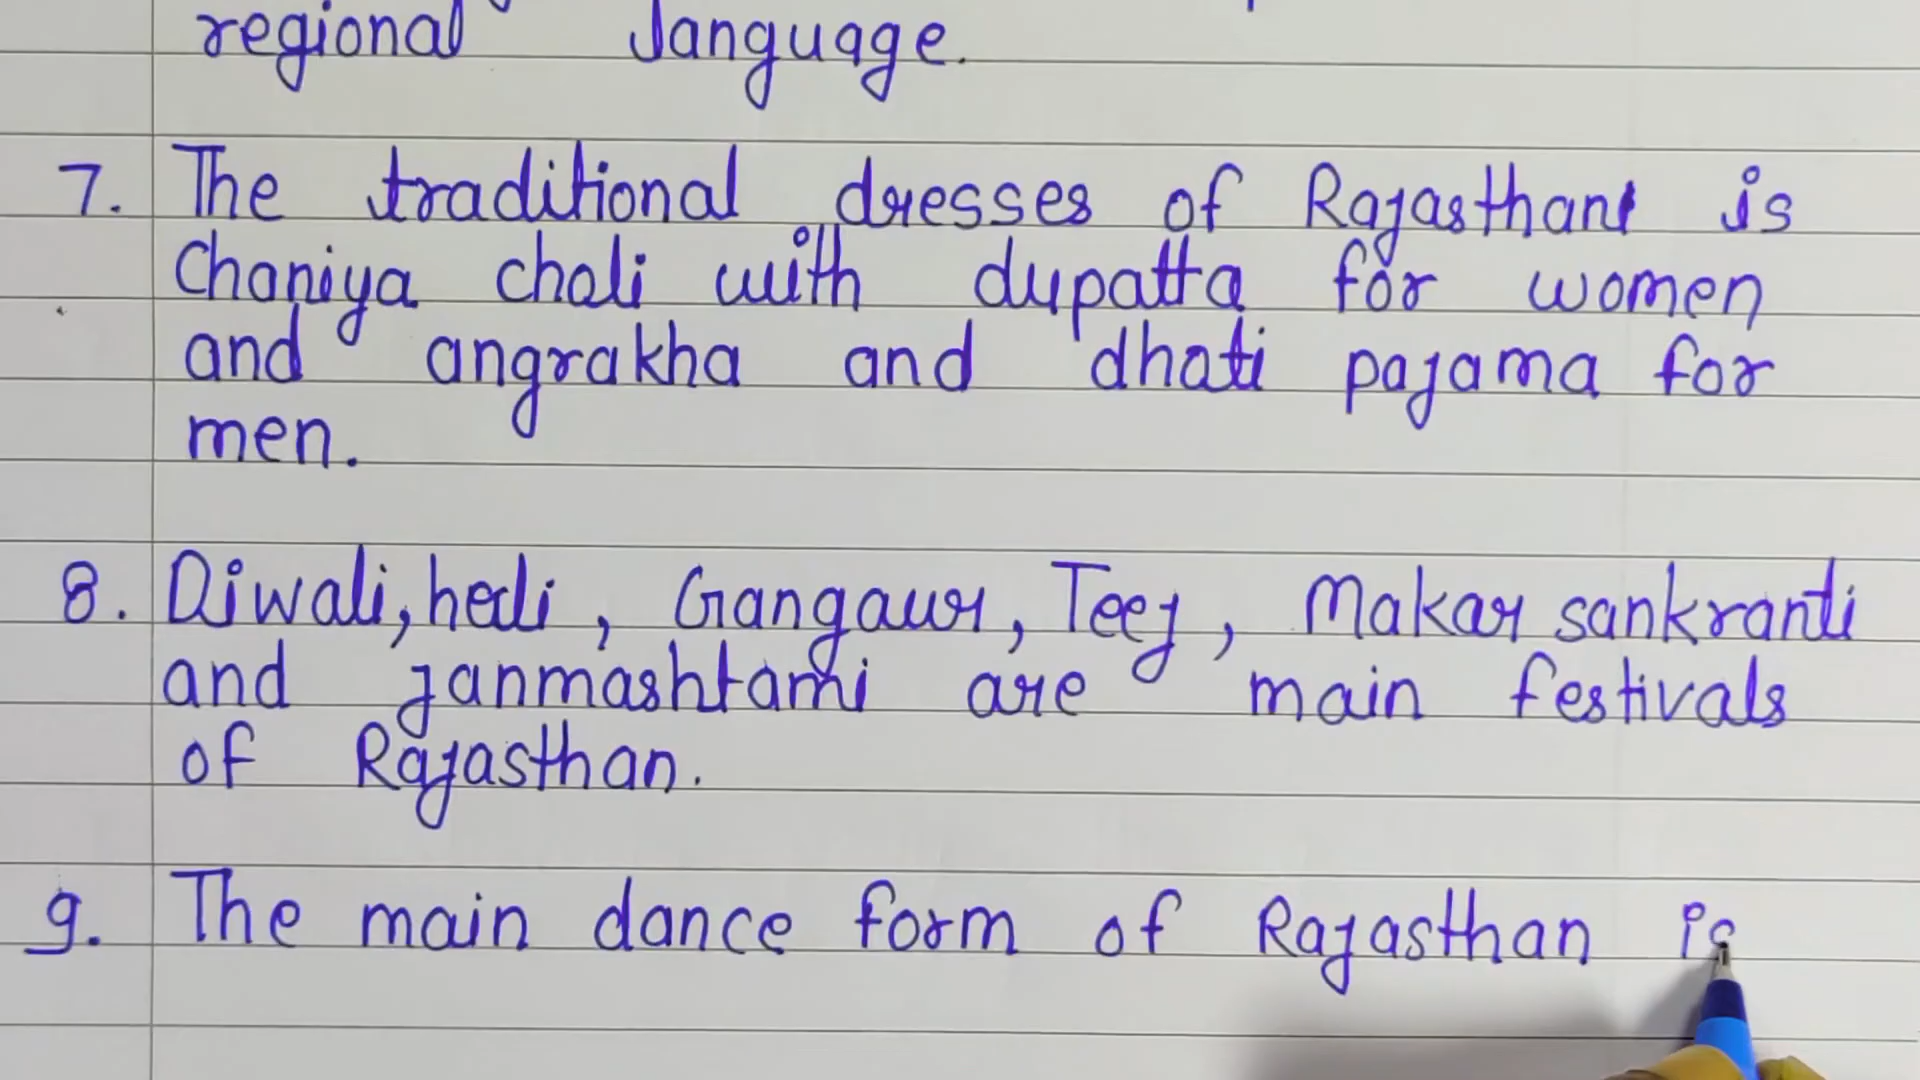 regional language.
7. The traditional dresses of Rajasthan is
Chaniya choli with dupatta for women
and angrakha and dhoti pajama for
men.
8. Diwali, holi, Gangaur, Teej, Makar sankranti
and janmashtami are main festivals
of Rajasthan.
9. The main dance form of Rajasthan is